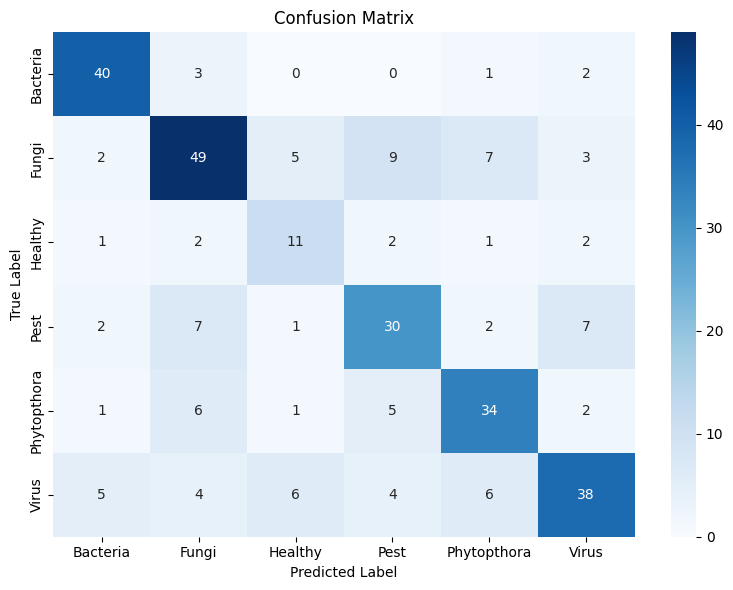 Confusion Matrix
True Label
Bacteria 40 3 0 0 1 2
Fungi 2 49 5 9 7 3
Healthy 1 2 11 2 1 2
Pest 2 7 1 30 2 7
Phytopthora 1 6 1 5 34 2
Virus 5 4 6 4 6 38
Bacteria Fungi Healthy Pest Phytopthora Virus
Predicted Label
40
30
20
10
0